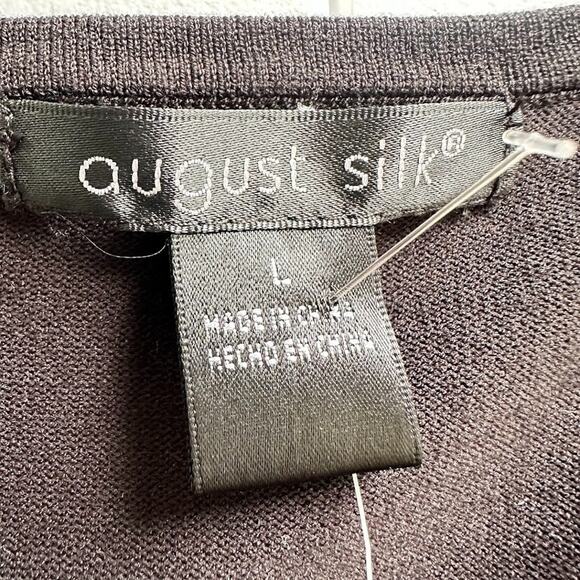 august silk®
L
MADE IN CHINA
HECHO EN CHINA